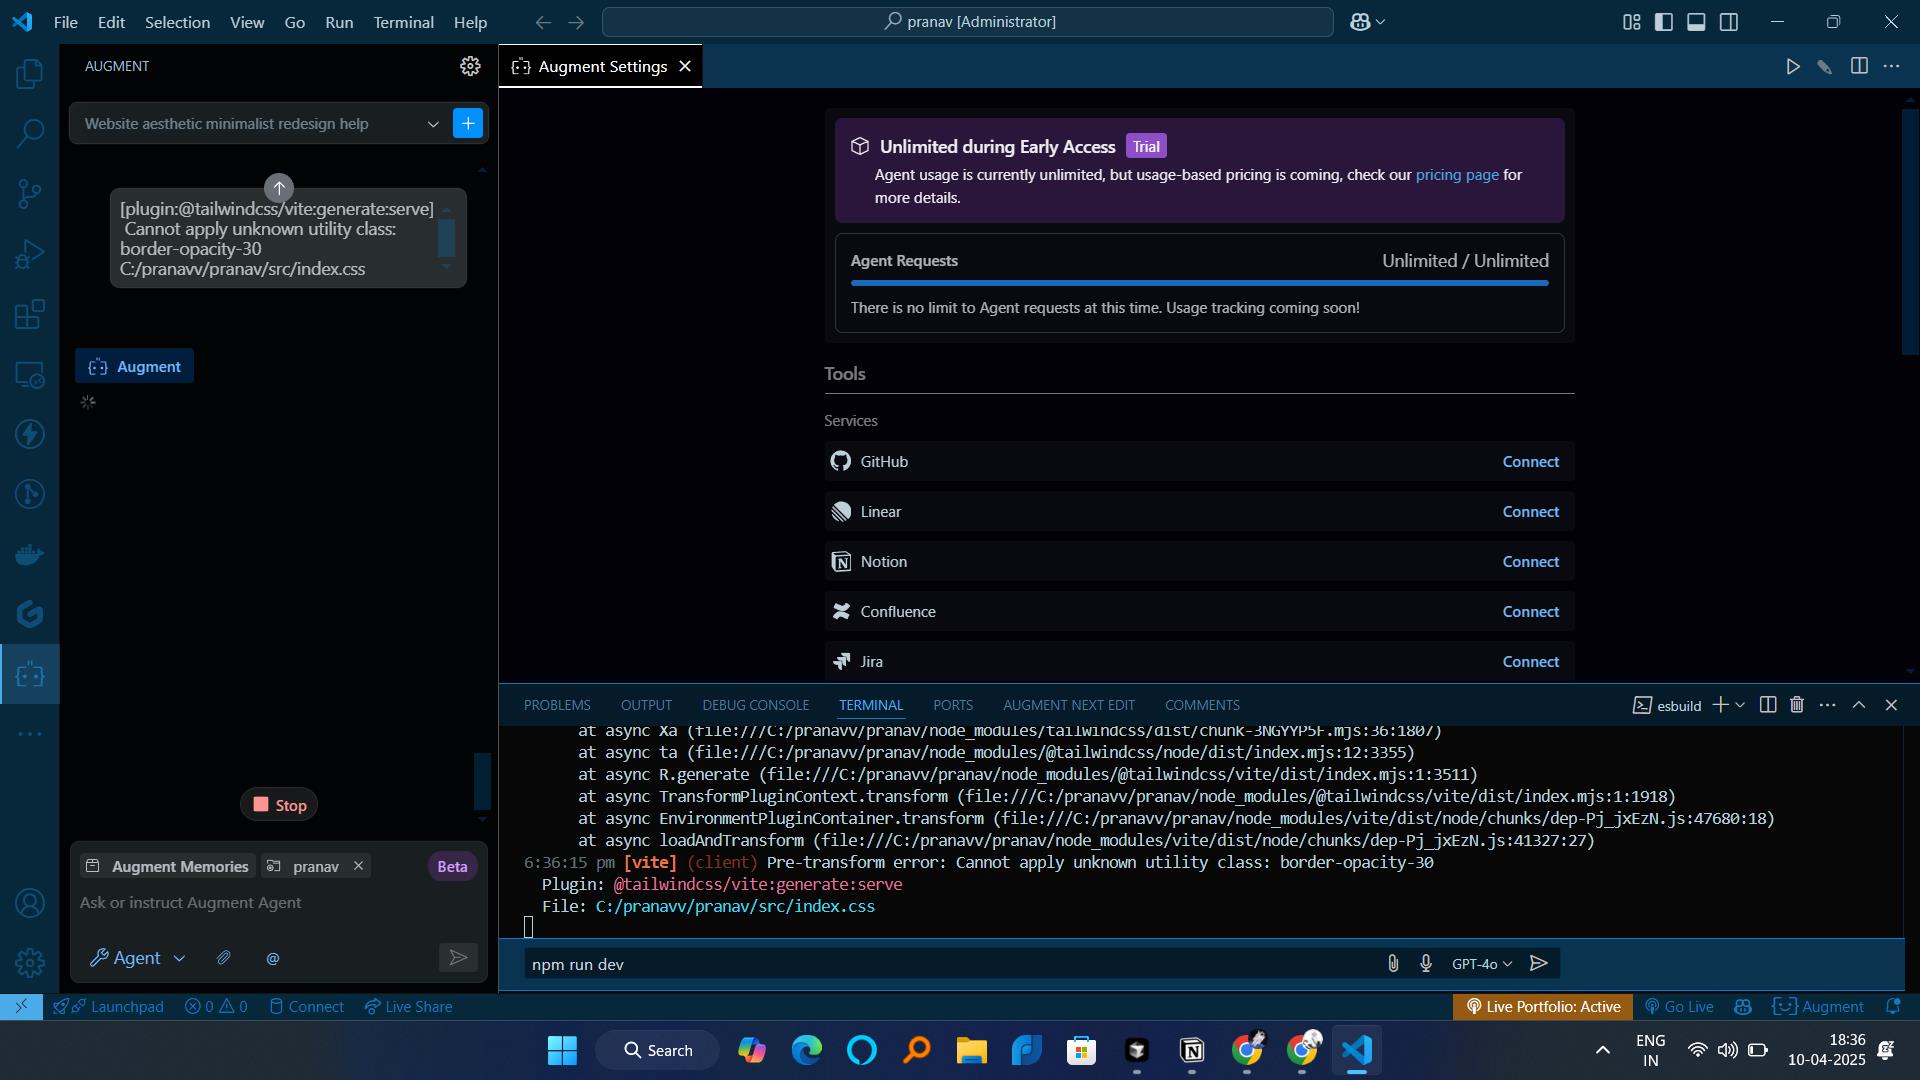 File Edit Selection View Go Run Terminal Help
pranav [Administrator]
AUGMENT
Website aesthetic minimalist redesign help
[plugin:@tailwindcss/vite:generate:serve]
Cannot apply unknown utility class:
border-opacity-30
C:/pranavv/pranav/src/index.css
Augment
Stop
Augment Memories pranav Beta
Ask or instruct Augment Agent
Agent @
Augment Settings
Unlimited during Early Access Trial
Agent usage is currently unlimited, but usage-based pricing is coming, check our pricing page for
more details.
Agent Requests Unlimited / Unlimited
There is no limit to Agent requests at this time. Usage tracking coming soon!
Tools
Services
GitHub Connect
Linear Connect
Notion Connect
Confluence Connect
Jira Connect
PROBLEMS OUTPUT DEBUG CONSOLE TERMINAL PORTS AUGMENT NEXT EDIT COMMENTS
esbuild
at async Xa (file:///C:/pranavv/pranav/node_modules/tailwindcss/dist/chunk-3NGYYP5F.mjs:36:1807)
at async ta (file:///C:/pranavv/pranav/node_modules/@tailwindcss/node/dist/index.mjs:12:3355)
at async R.generate (file:///C:/pranavv/pranav/node_modules/@tailwindcss/vite/dist/index.mjs:1:3511)
at async TransformPluginContext.transform (file:///C:/pranavv/pranav/node_modules/@tailwindcss/vite/dist/index.mjs:1:1918)
at async EnvironmentPluginContainer.transform (file:///C:/pranavv/pranav/node_modules/vite/dist/node/chunks/dep-Pj_jxEzN.js:47680:18)
at async loadAndTransform (file:///C:/pranavv/pranav/node_modules/vite/dist/node/chunks/dep-Pj_jxEzN.js:41327:27)
6:36:15 pm [vite] (client) Pre-transform error: Cannot apply unknown utility class: border-opacity-30
Plugin: @tailwindcss/vite:generate:serve
File: C:/pranavv/pranav/src/index.css
npm run dev
GPT-4o
Launchpad 0 0 Connect Live Share
Live Portfolio: Active Go Live Augment
Search
ENG
IN
18:36
10-04-2025